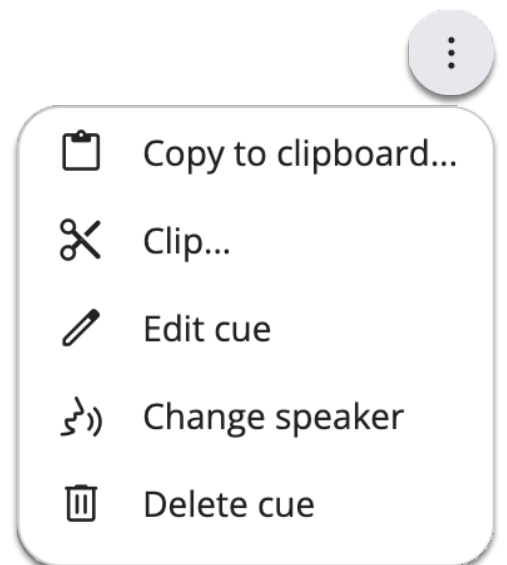 Copy to clipboard...
Clip...
Edit cue
Change speaker
Delete cue